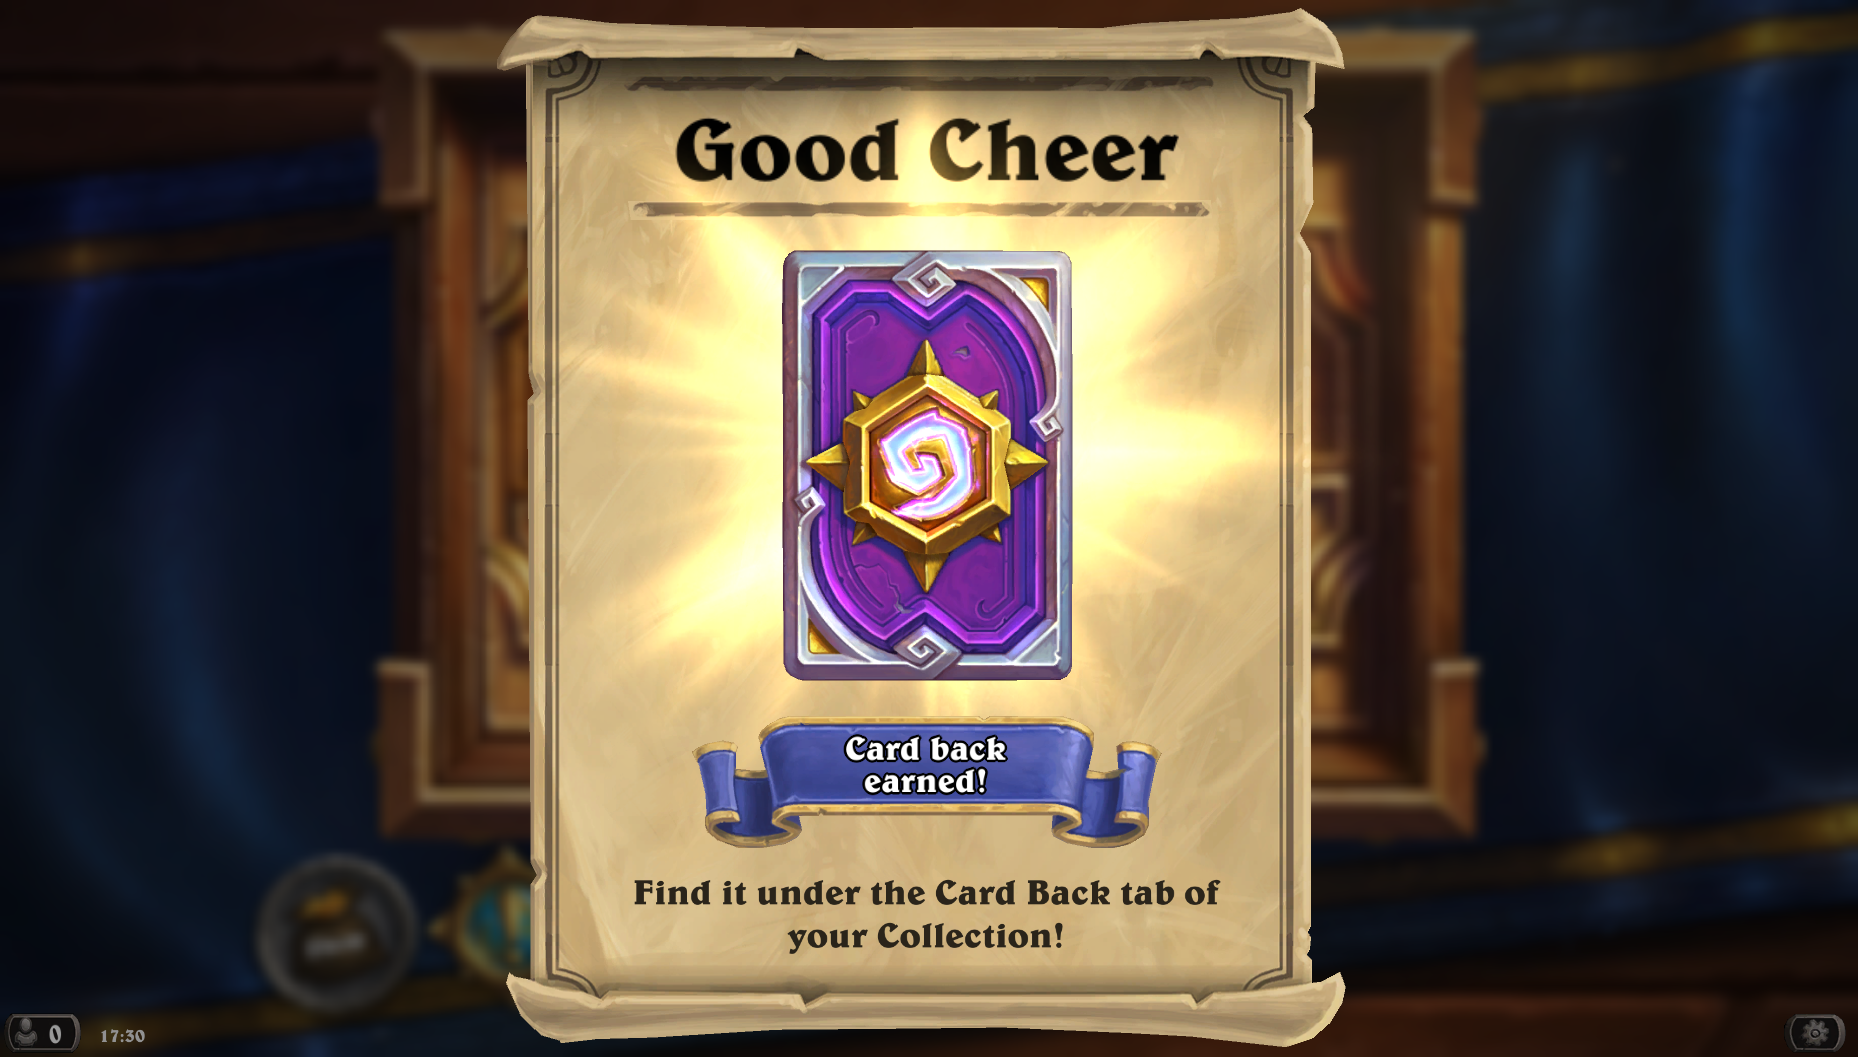 Good Cheer
Card back
earned!
Find it under the Card Back tab of
your Collection!
0
17:30